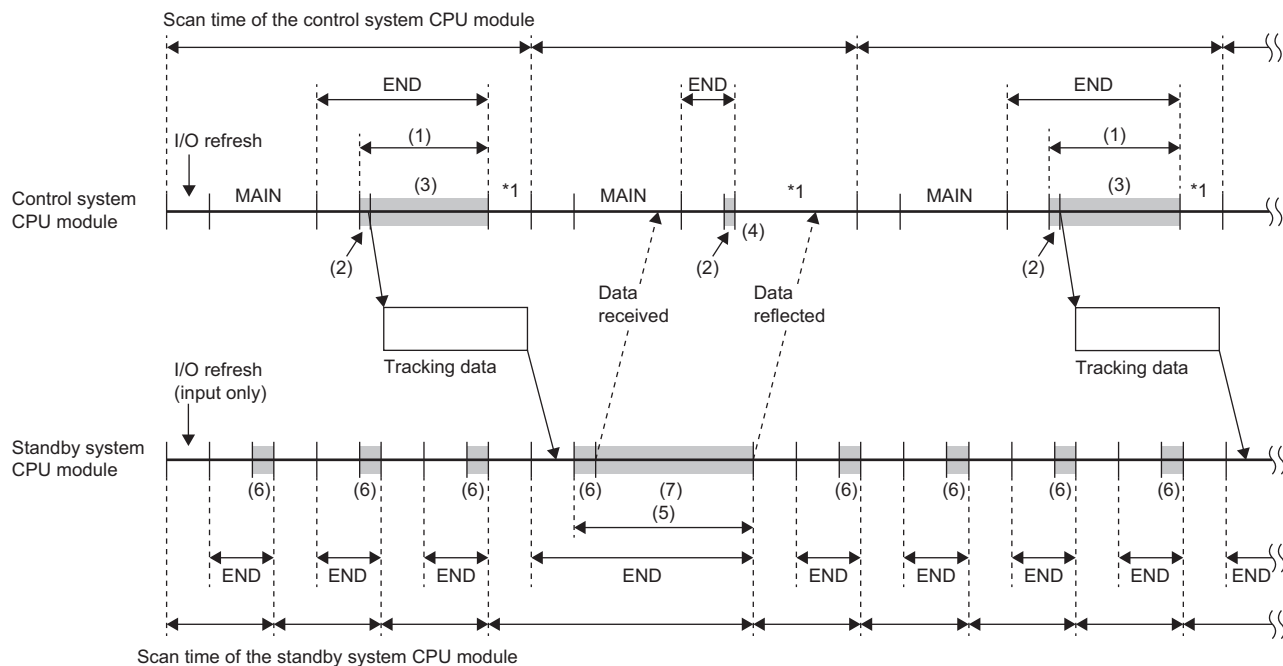 Scan time of the control system CPU module
END
END
END
(1)
(1)
I/O refresh
MAIN
(3)
*1
MAIN
*1
MAIN
(3)
*1
Control system
CPU module
(2)
(2)
(4)
(2)
Data
received
Data
reflected
Tracking data
Tracking data
I/O refresh
(input only)
Standby system
CPU module
(6)
(6)
(6)
(6)
(7)
(6)
(6)
(6)
(6)
(5)
END
END
END
END
END
END
END
END
END
Scan time of the standby system CPU module